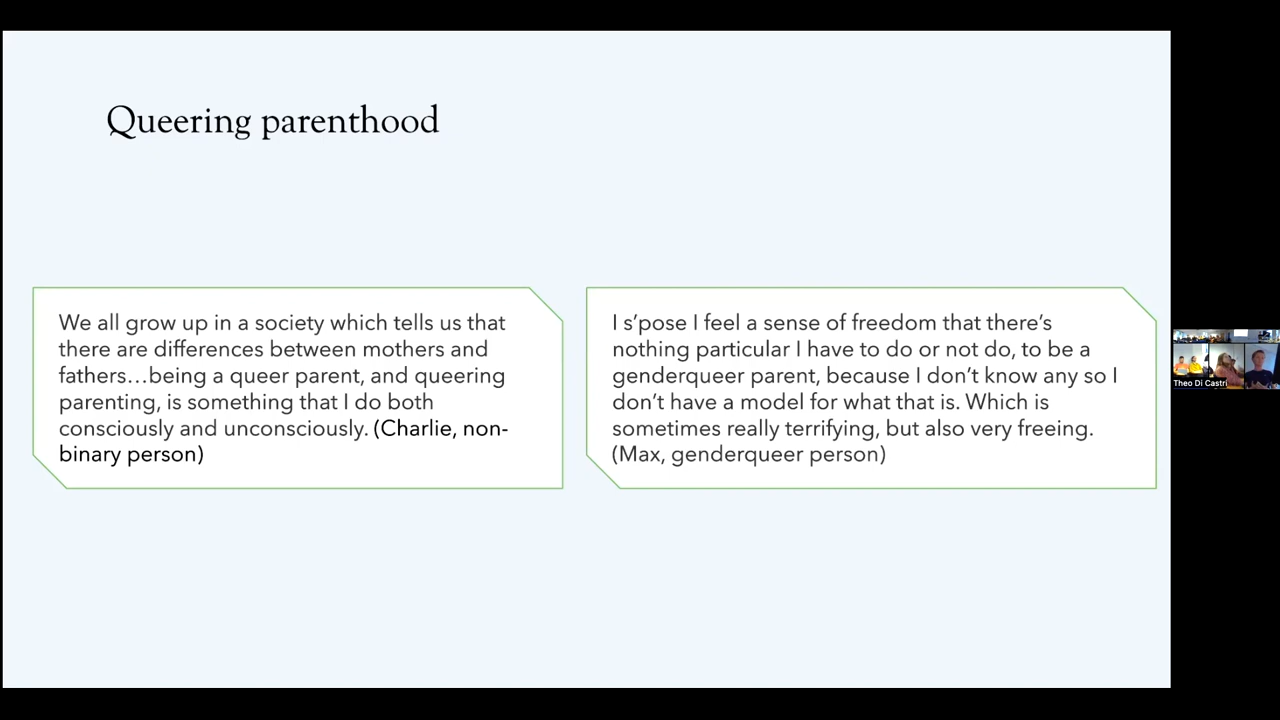 Queering parenthood
We all grow up in a society which tells us that
there are differences between mothers and
fathers…being a queer parent, and queering
parenting, is something that I do both
consciously and unconsciously. (Charlie, non-
binary person)
I s’pose I feel a sense of freedom that there’s
nothing particular I have to do or not do, to be a
genderqueer parent, because I don’t know any so I
don’t have a model for what that is. Which is
sometimes really terrifying, but also very freeing.
(Max, genderqueer person)
Theo Di Castri